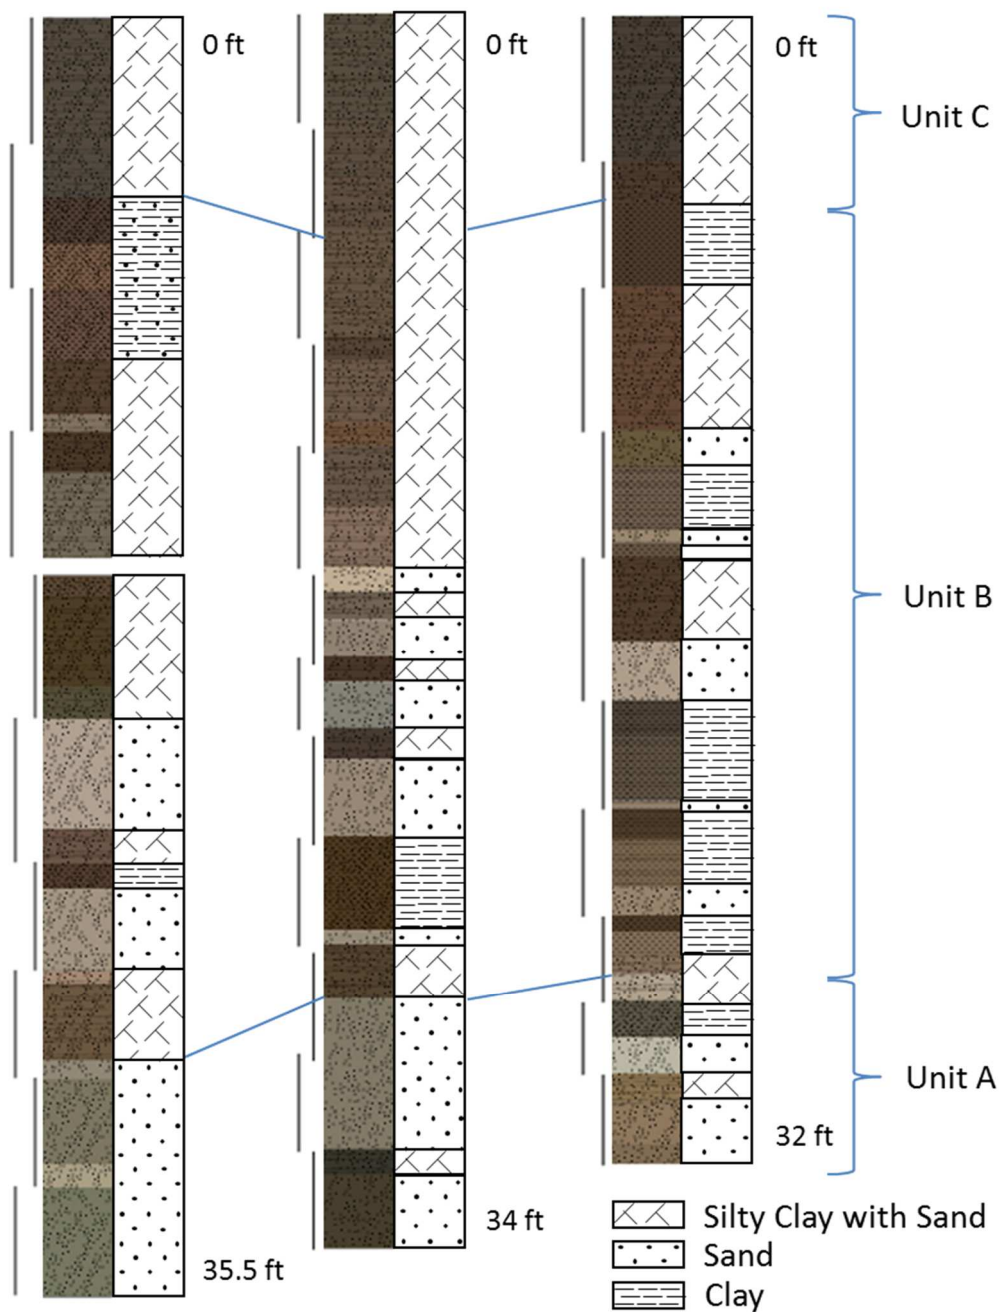 0 ft
0 ft
0 ft
Unit C
Unit B
Unit A
32 ft
34 ft
35.5 ft
Silty Clay with Sand
Sand
Clay